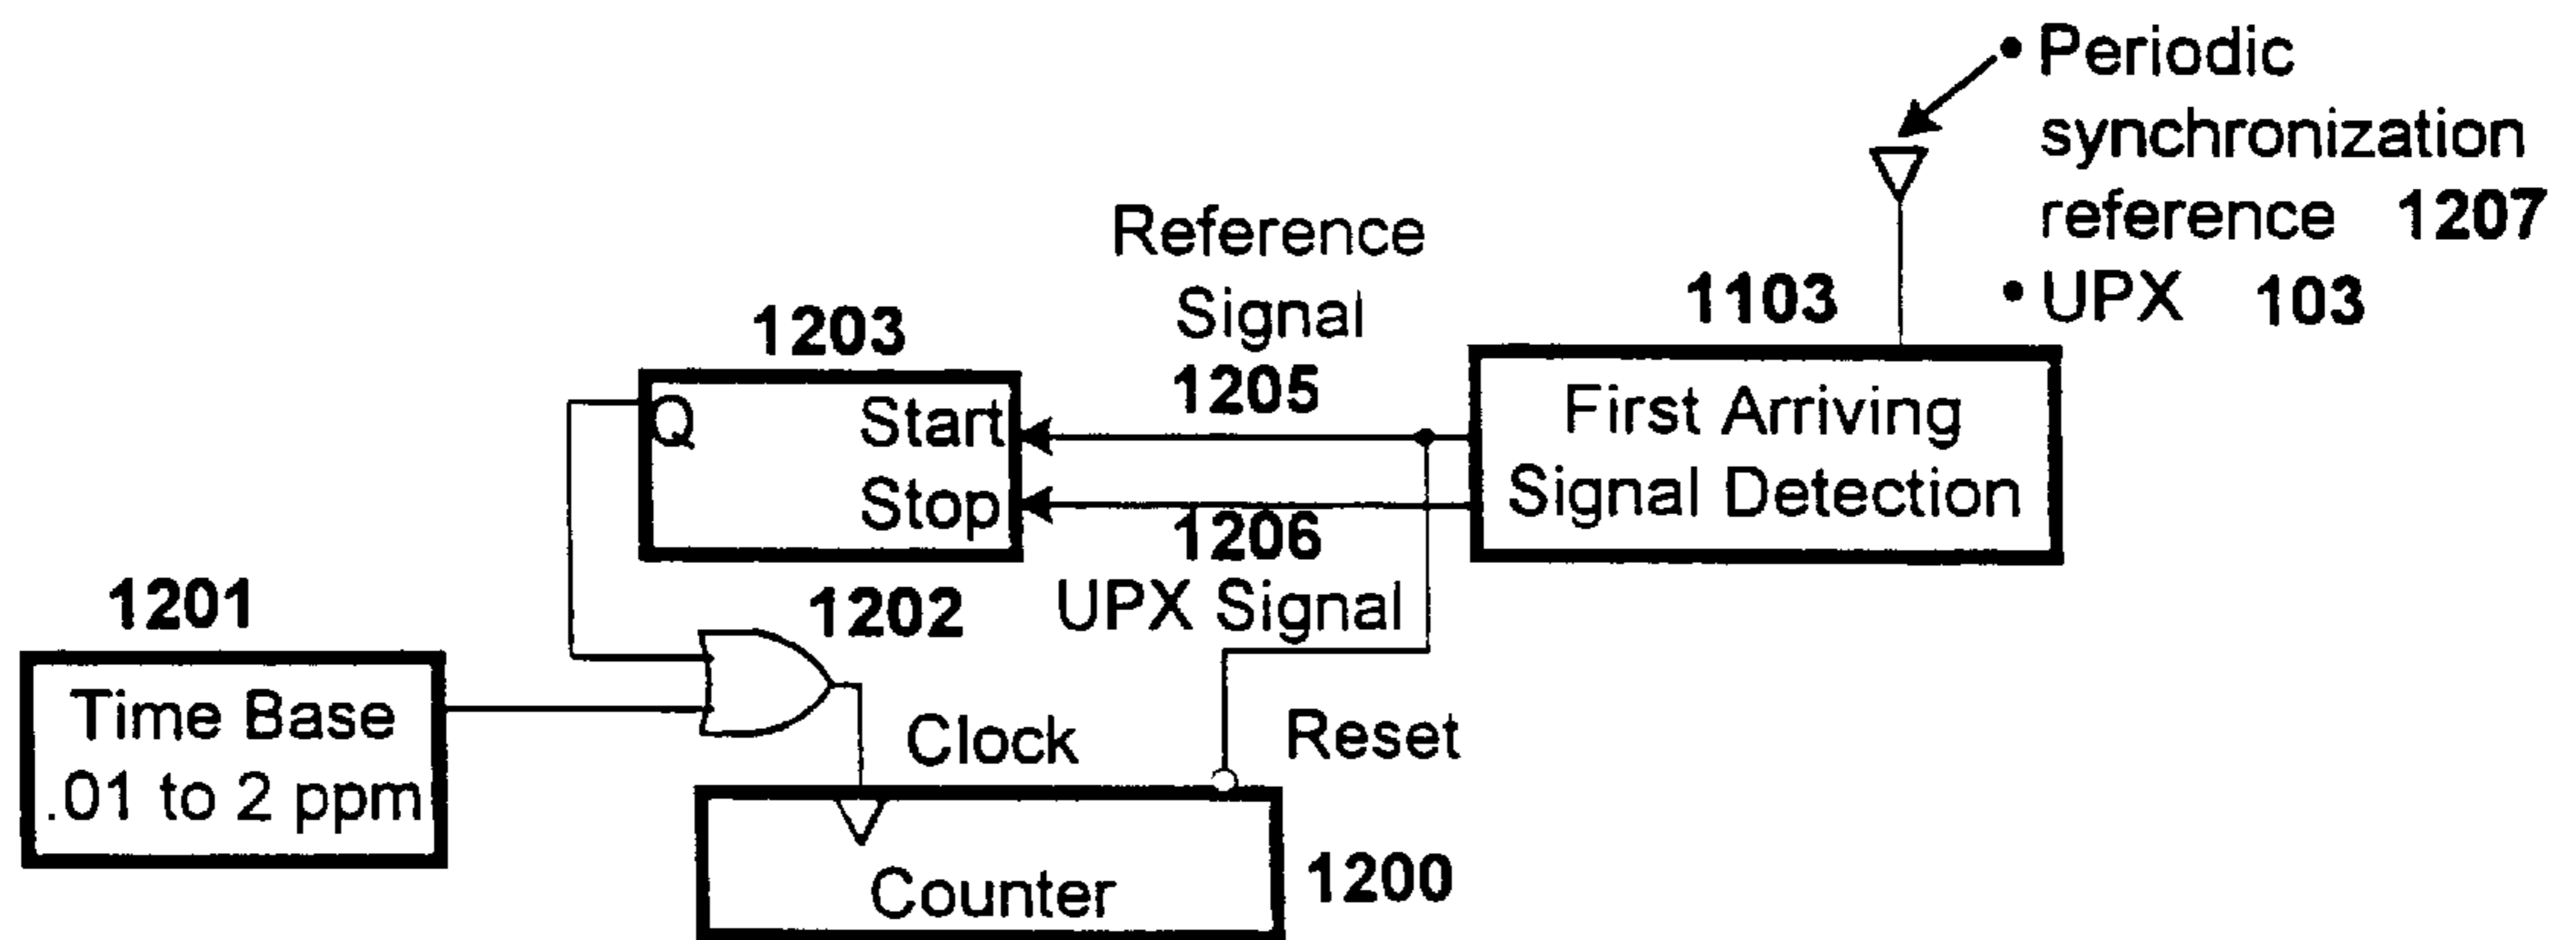 • Periodic
synchronization
reference 1207
• UPX 103
Reference
Signal
1205
1103
1203
Q
Start
Stop
First Arriving
Signal Detection
1206
UPX Signal
1201
1202
Time Base
.01 to 2 ppm
Clock
Reset
Counter
1200